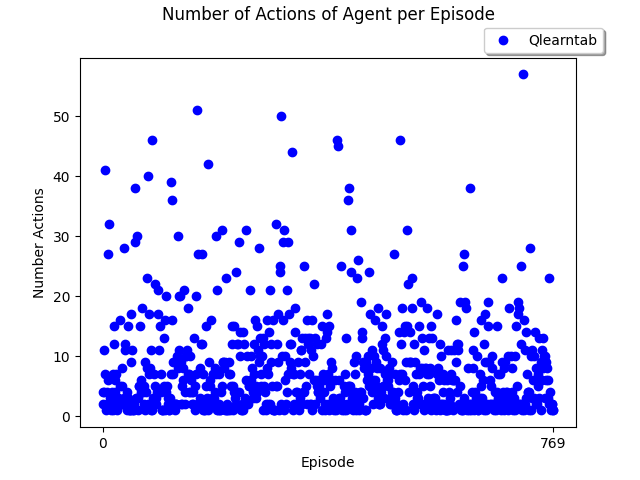 Number of Actions of Agent per Episode
Qlearntab
50
40
30
20
10
0
Number Actions
0 769
Episode